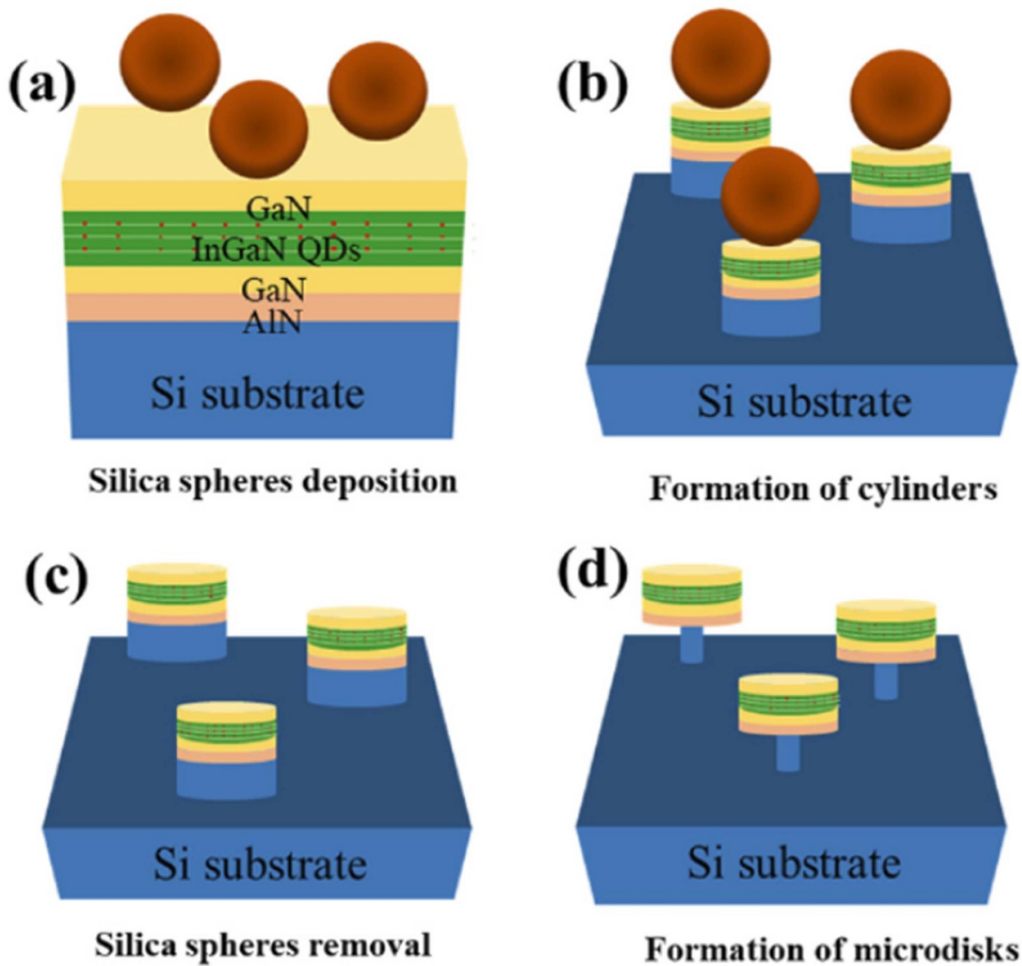 (a)
GaN
InGaN QDs
GaN
AlN
Si substrate
Silica spheres deposition
(b)
Si substrate
Formation of cylinders
(c)
Si substrate
Silica spheres removal
(d)
Si substrate
Formation of microdisks